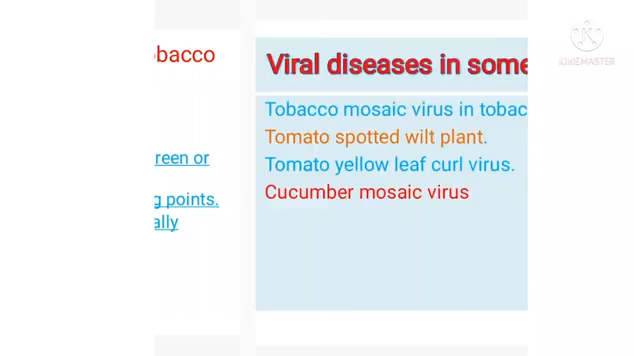 obacco
reen or
g points.
ally
Viral diseases in some
Tobacco mosaic virus in tobac
Tomato spotted wilt plant.
Tomato yellow leaf curl virus.
Cucumber mosaic virus
KINEMASTER